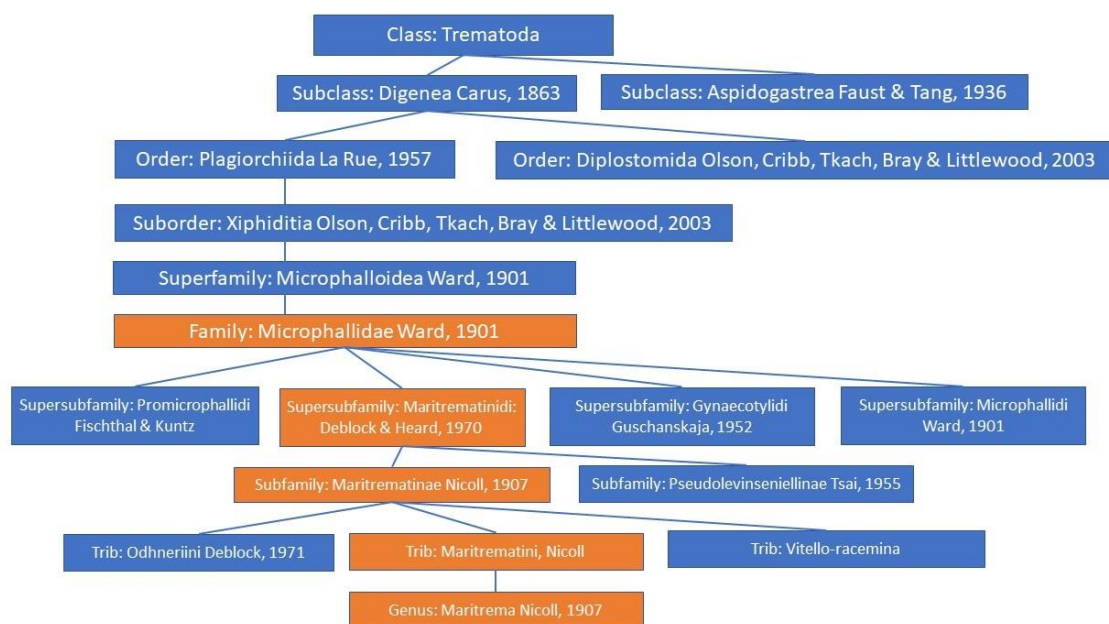 Class: Trematoda
Subclass: Digenea Carus, 1863
Subclass: Aspidogastrea Faust & Tang, 1936
Order: Plagiorchiida La Rue, 1957
Order: Diplostomida Olson, Cribb, Tkach, Bray & Littlewood, 2003
Suborder: Xiphiditia Olson, Cribb, Tkach, Bray & Littlewood, 2003
Superfamily: Microphalloidea Ward, 1901
Family: Microphallidae Ward, 1901
Supersubfamily: Promicrophallidi
Fischthal & Kuntz
Supersubfamily: Maritrematinidi:
Deblock & Heard, 1970
Supersubfamily: Gynaecotylidi
Guschanskaja, 1952
Supersubfamily: Microphallidi
Ward, 1901
Subfamily: Maritrematinae Nicoll, 1907
Subfamily: Pseudolevinseniellinae Tsai, 1955
Trib: Odhneriini Deblock, 1971
Trib: Maritrematini, Nicoll
Trib: Vitello-racemina
Genus: Maritrema Nicoll, 1907